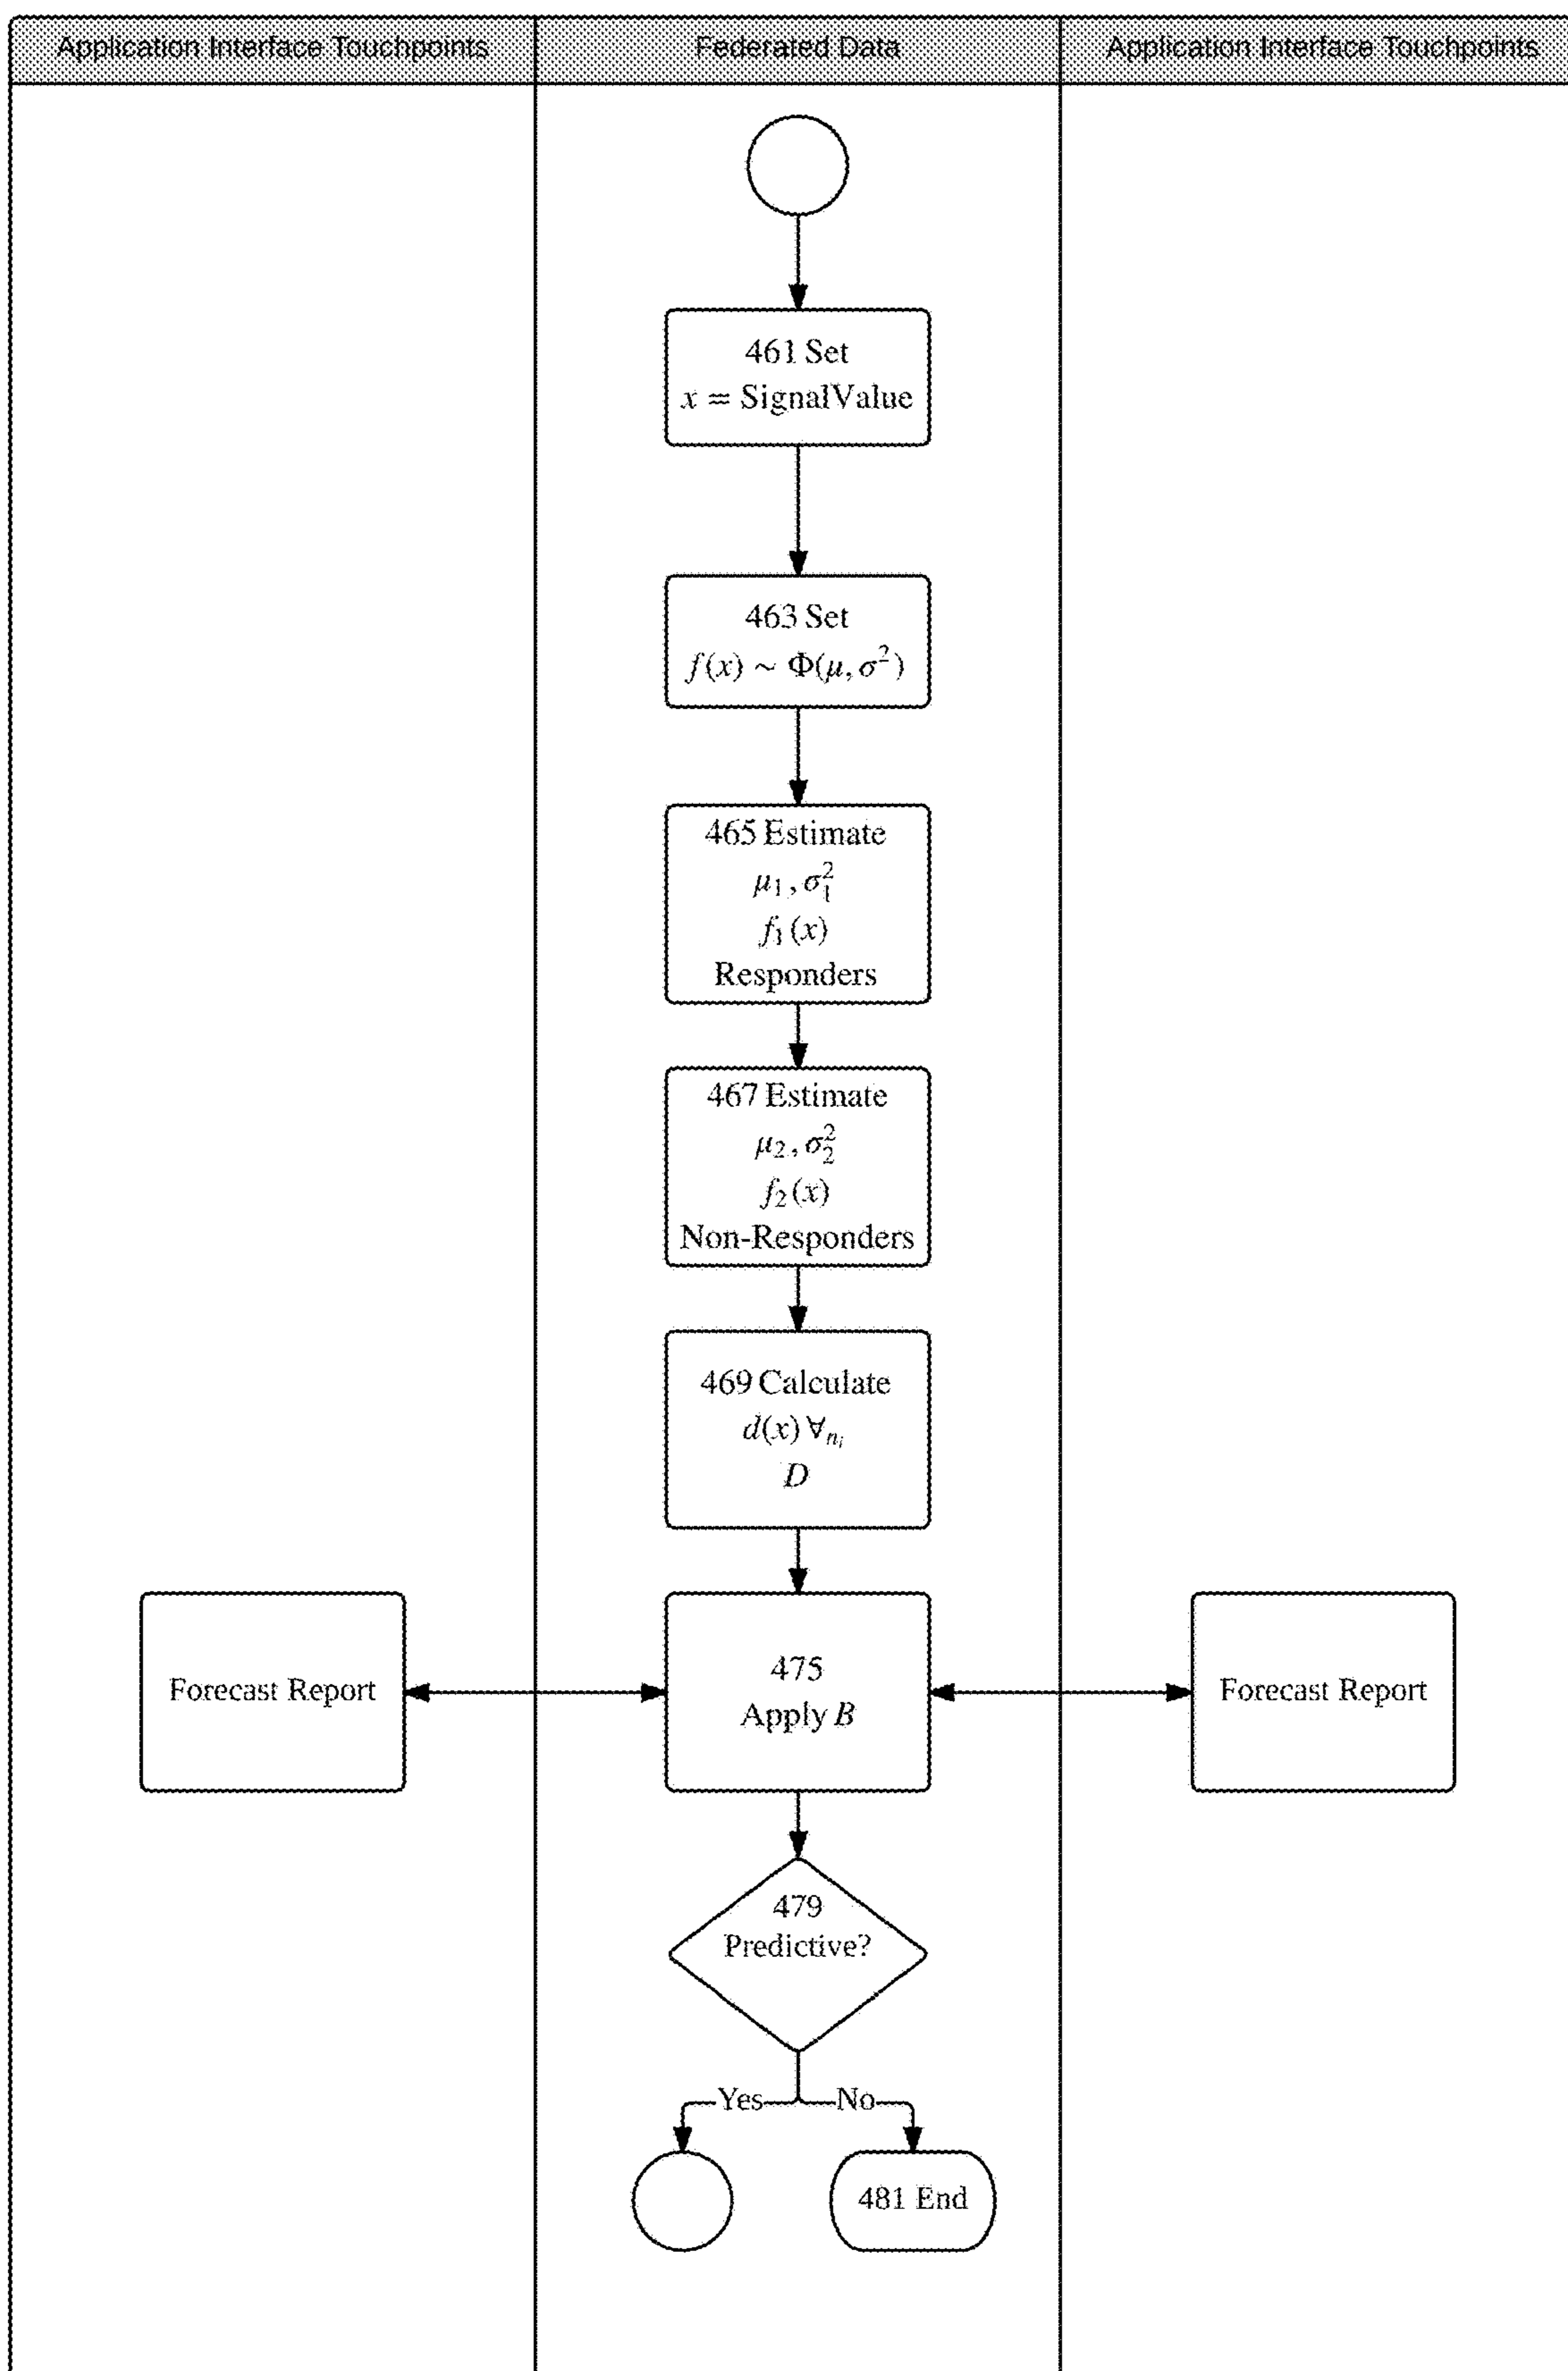 Application Interface Touchpoints
Federated Data
Application Interface Touchpoints
461 Set
x = SignalValue
463 Set
f(x) ~ Φ(μ, σ²)
465 Estimate
μ₁, σ₁²
f₁(x)
Responders
467 Estimate
μ₂, σ₂²
f₂(x)
Non-Responders
469 Calculate
d(x) ∀ₙᵢ
D
Forecast Report
475
Apply B
Forecast Report
479
Predictive?
Yes
No
481 End